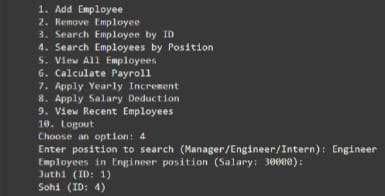 1. Add Employee
2. Remove Employee
3. Search Employee by ID
4. Search Employees by Position
5. View All Employees
6. Calculate Payroll
7. Apply Yearly Increment
8. Apply Salary Deduction
9. View Recent Employees
10. Logout
Choose an option: 4
Enter position to search (Manager/Engineer/Intern): Engineer
Employees in Engineer position (Salary: 30000):
Juthi (ID: 1)
Sohi (ID: 4)